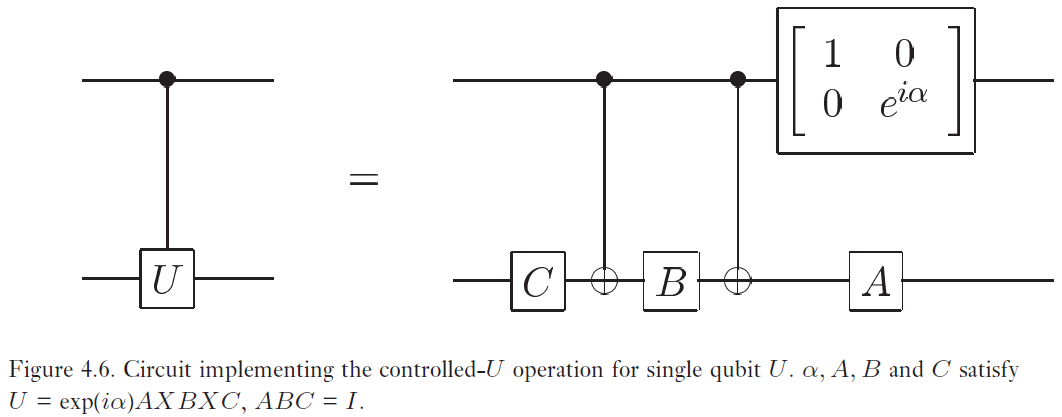 1 0
0 e^{iα}
=
U
C B A
Figure 4.6. Circuit implementing the controlled-U operation for single qubit U. α, A, B and C satisfy
U = exp(iα)AXBXC, ABC = I.